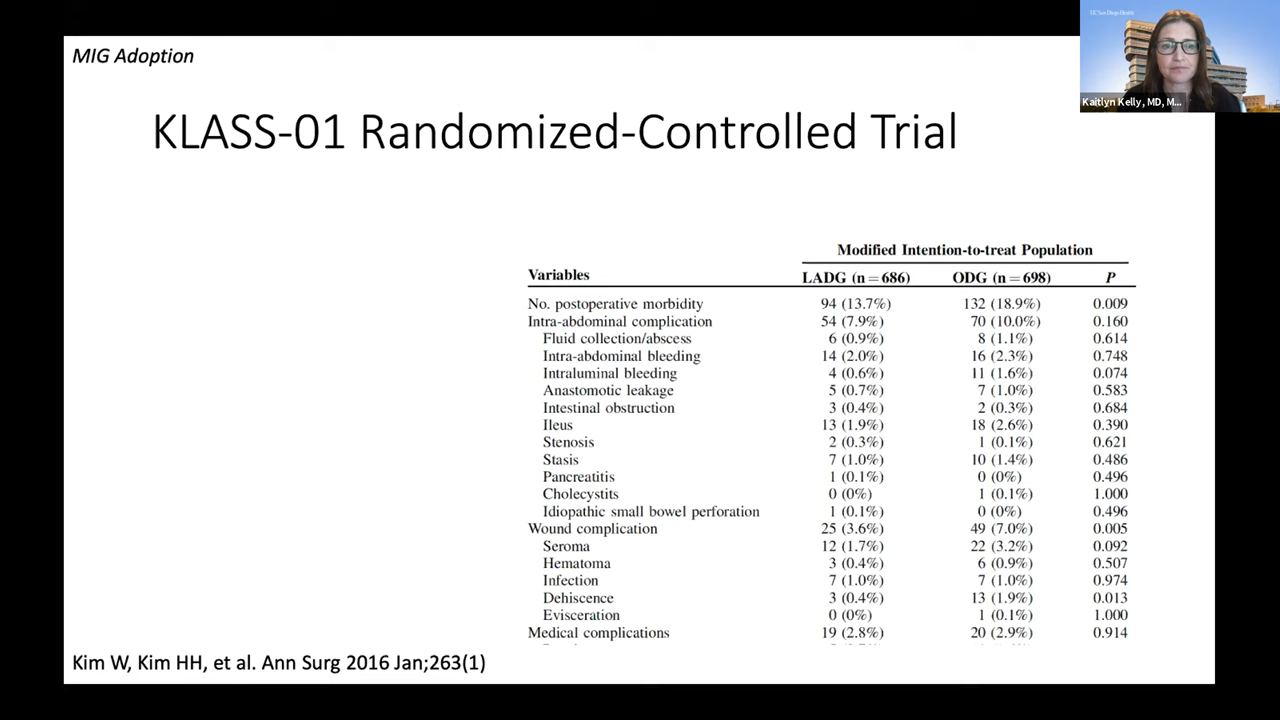 MIG Adoption
UC San Diego Health
Kaitlyn Kelly, MD, M...
KLASS-01 Randomized-Controlled Trial
Modified Intention-to-treat Population
Variables LADG (n = 686) ODG (n = 698) P
No. postoperative morbidity 94 (13.7%) 132 (18.9%) 0.009
Intra-abdominal complication 54 (7.9%) 70 (10.0%) 0.160
Fluid collection/abscess 6 (0.9%) 8 (1.1%) 0.614
Intra-abdominal bleeding 14 (2.0%) 16 (2.3%) 0.748
Intraluminal bleeding 4 (0.6%) 11 (1.6%) 0.074
Anastomotic leakage 5 (0.7%) 7 (1.0%) 0.583
Intestinal obstruction 3 (0.4%) 2 (0.3%) 0.684
Ileus 13 (1.9%) 18 (2.6%) 0.390
Stenosis 2 (0.3%) 1 (0.1%) 0.621
Stasis 7 (1.0%) 10 (1.4%) 0.486
Pancreatitis 1 (0.1%) 0 (0%) 0.496
Cholecystits 0 (0%) 1 (0.1%) 1.000
Idiopathic small bowel perforation 1 (0.1%) 0 (0%) 0.496
Wound complication 25 (3.6%) 49 (7.0%) 0.005
Seroma 12 (1.7%) 22 (3.2%) 0.092
Hematoma 3 (0.4%) 6 (0.9%) 0.507
Infection 7 (1.0%) 7 (1.0%) 0.974
Dehiscence 3 (0.4%) 13 (1.9%) 0.013
Evisceration 0 (0%) 1 (0.1%) 1.000
Medical complications 19 (2.8%) 20 (2.9%) 0.914
Kim W, Kim HH, et al. Ann Surg 2016 Jan;263(1)